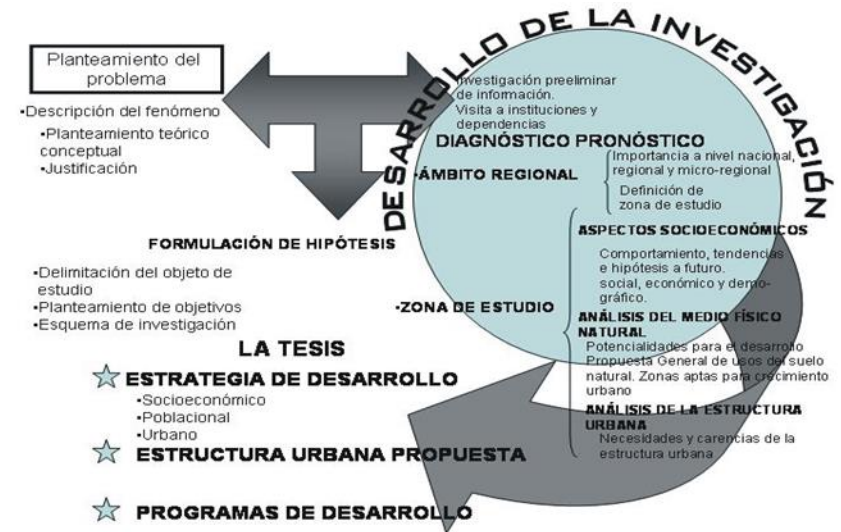 DESARROLLO DE LA INVESTIGACIÓN
Planteamiento del
problema
•Descripción del fenómeno
•Planteamiento teórico
conceptual
•Justificación
Investigación preeliminar
de información.
Visita a instituciones y
dependencias
DIAGNÓSTICO PRONÓSTICO
•ÁMBITO REGIONAL
Importancia a nivel nacional,
regional y micro-regional
Definición de
zona de estudio
FORMULACIÓN DE HIPÓTESIS
•Delimitación del objeto de
estudio
•Planteamiento de objetivos
•Esquema de investigación
•ZONA DE ESTUDIO
ASPECTOS SOCIOECONÓMICOS
Comportamiento, tendencias
e hipótesis a futuro.
social, económico y demo-
gráfico.
ANÁLISIS DEL MEDIO FÍSICO
NATURAL
Potencialidades para el desarrollo
Propuesta General de usos del suelo
natural. Zonas aptas para crecimiento
urbano
ANÁLISIS DE LA ESTRUCTURA
URBANA
Necesidades y carencias de la
estructura urbana
LA TESIS
ESTRATEGIA DE DESARROLLO
•Socioeconómico
•Poblacional
•Urbano
ESTRUCTURA URBANA PROPUESTA
PROGRAMAS DE DESARROLLO